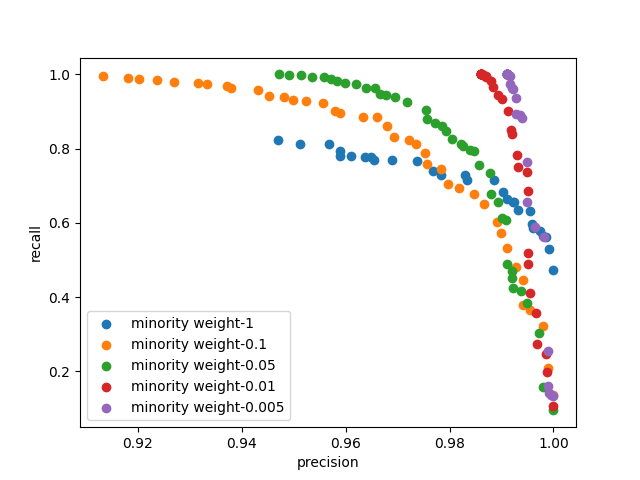 1.0
0.8
0.6
0.4
0.2
recall
minority weight-1
minority weight-0.1
minority weight-0.05
minority weight-0.01
minority weight-0.005
0.92
0.94
0.96
0.98
1.00
precision